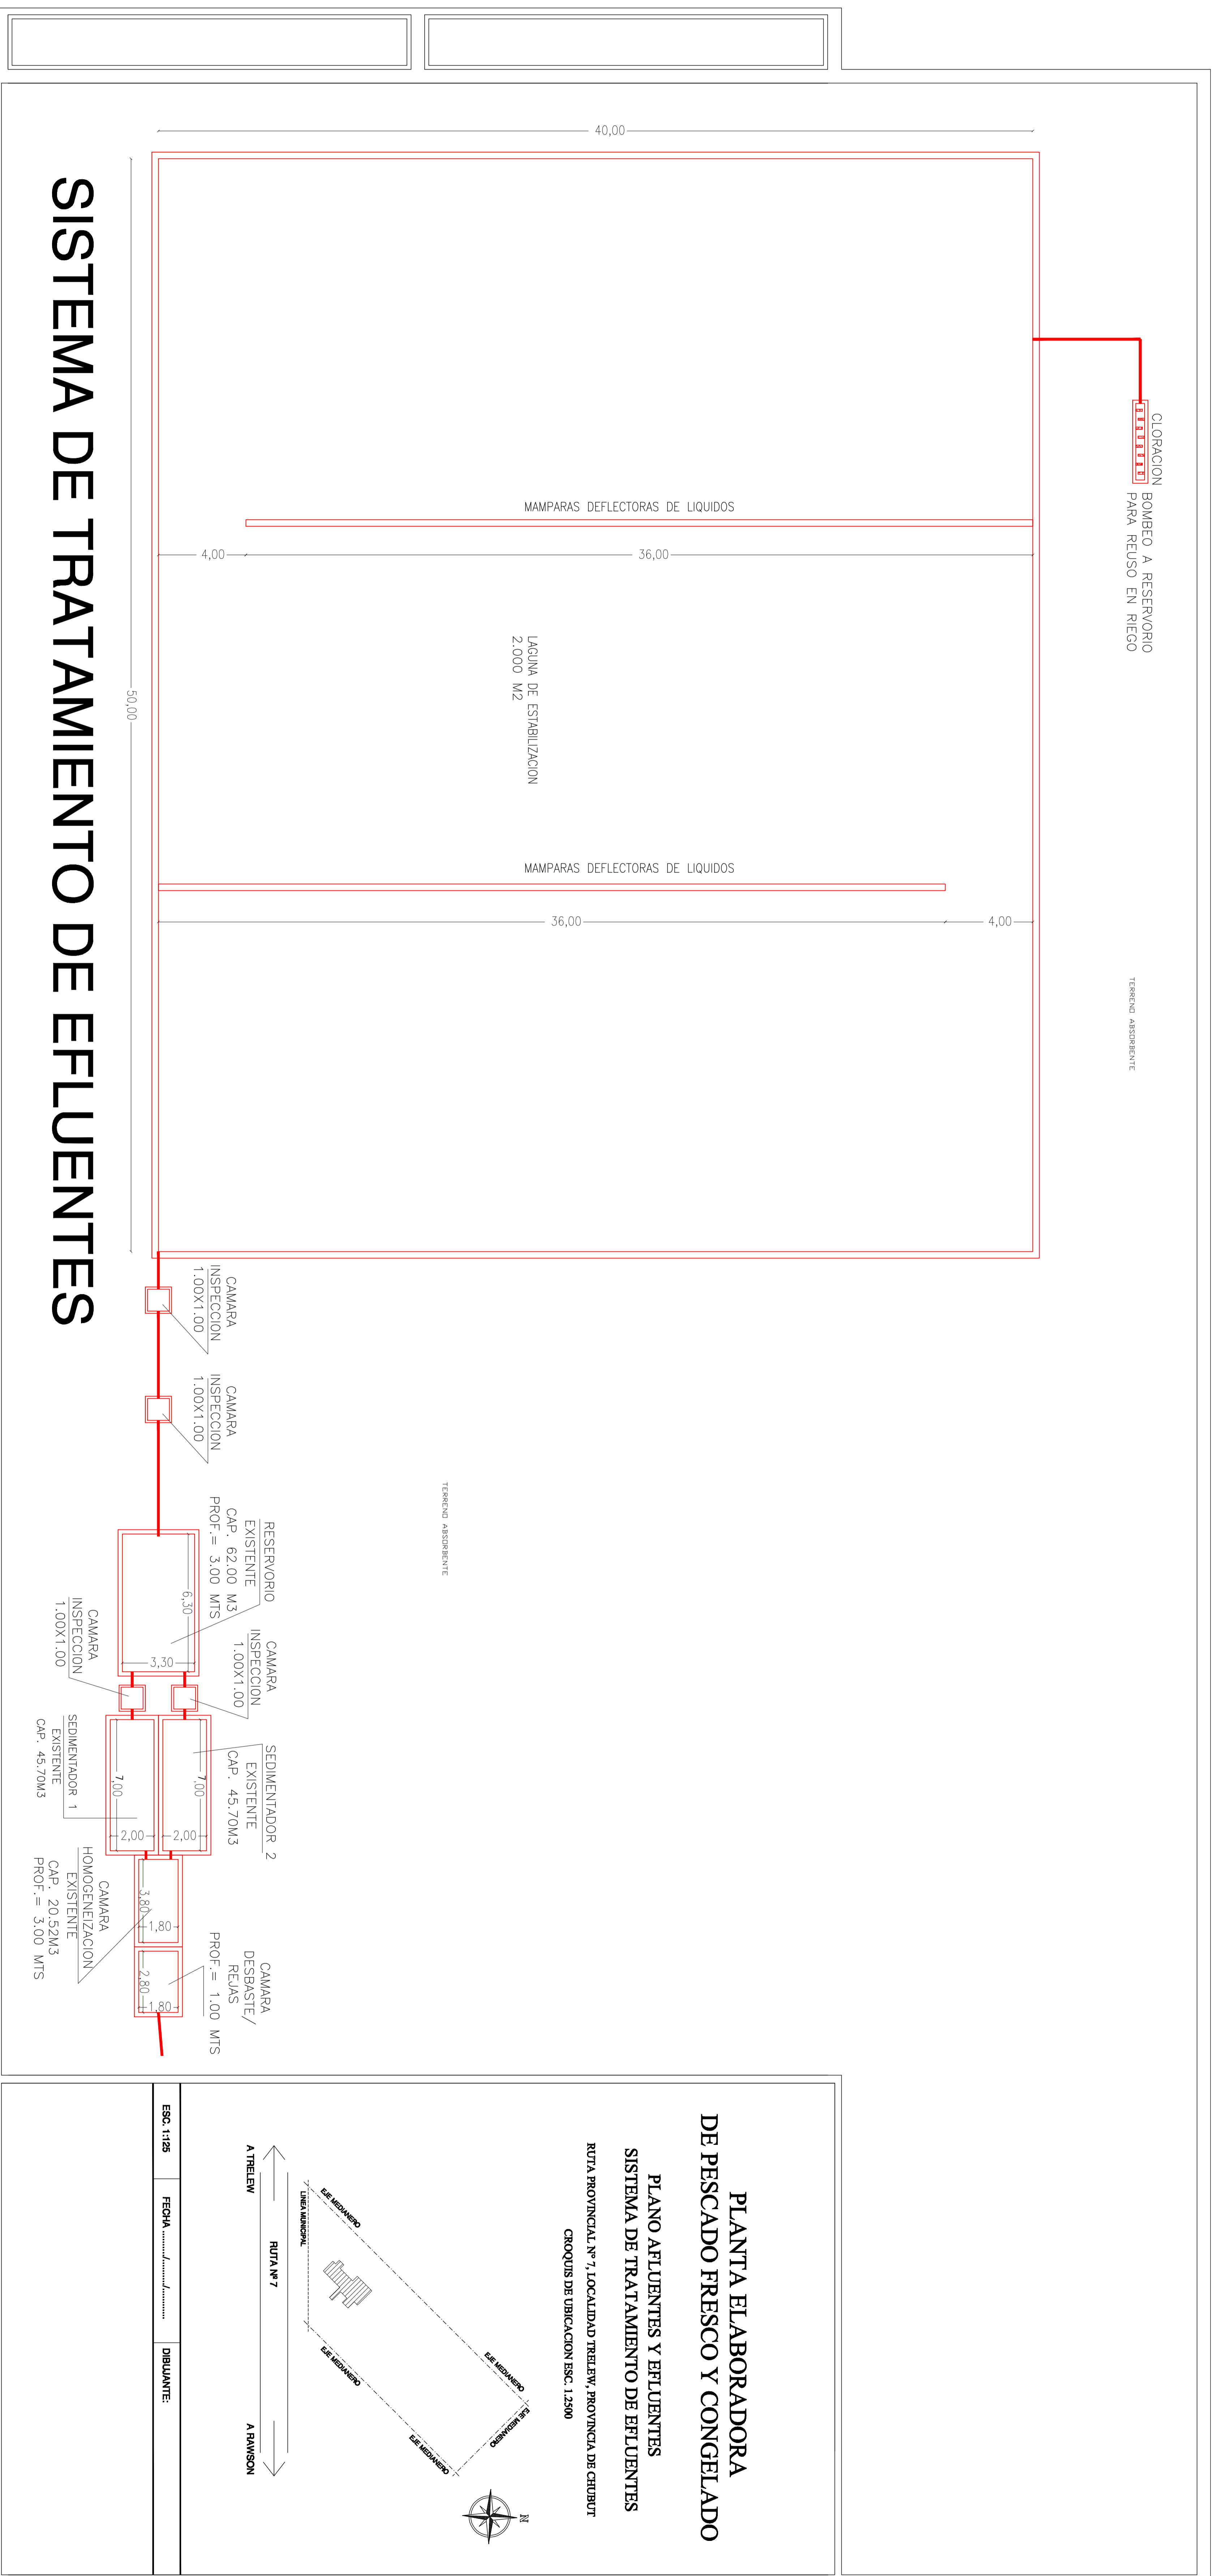 SISTEMA DE TRATAMIENTO DE EFLUENTES
40,00
50,00
CLORACION
BOMBEO A RESERVORIO
PARA REUSO EN RIEGO
MAMPARAS DEFLECTORAS DE LIQUIDOS
4,00
36,00
LAGUNA DE ESTABILIZACION
2.000 M2
MAMPARAS DEFLECTORAS DE LIQUIDOS
36,00
4,00
TERRENO ABSORBENTE
TERRENO ABSORBENTE
CAMARA
INSPECCION
1.00X1.00
CAMARA
INSPECCION
1.00X1.00
RESERVORIO
EXISTENTE
CAP. 62.00 M3
PROF.= 3.00 MTS
6,30
3,30
CAMARA
INSPECCION
1.00X1.00
CAMARA
INSPECCION
1.00X1.00
SEDIMENTADOR 2
EXISTENTE
CAP. 45.70M3
7,00
2,00
SEDIMENTADOR 1
EXISTENTE
CAP. 45.70M3
7,00
2,00
CAMARA
HOMOGENEIZACION
EXISTENTE
CAP. 20.52M3
PROF.= 3.00 MTS
3,80
1,80
CAMARA
DESBASTE/
REJAS
PROF.= 1.00 MTS
2,80
1,80
PLANTA ELABORADORA
DE PESCADO FRESCO Y CONGELADO
PLANO AFLUENTES Y EFLUENTES
SISTEMA DE TRATAMIENTO DE EFLUENTES
RUTA PROVINCIAL Nº 7, LOCALIDAD TRELEW, PROVINCIA DE CHUBUT
CROQUIS DE UBICACION ESC. 1.2500
N
EJE MEDIANERO
EJE MEDIANERO
EJE MEDIANERO
EJE MEDIANERO
EJE MEDIANERO
LINEA MUNICIPAL
RUTA Nº 7
A TRELEW
A RAWSON
ESC. 1:125
FECHA ........./........./.........
DIBUJANTE: